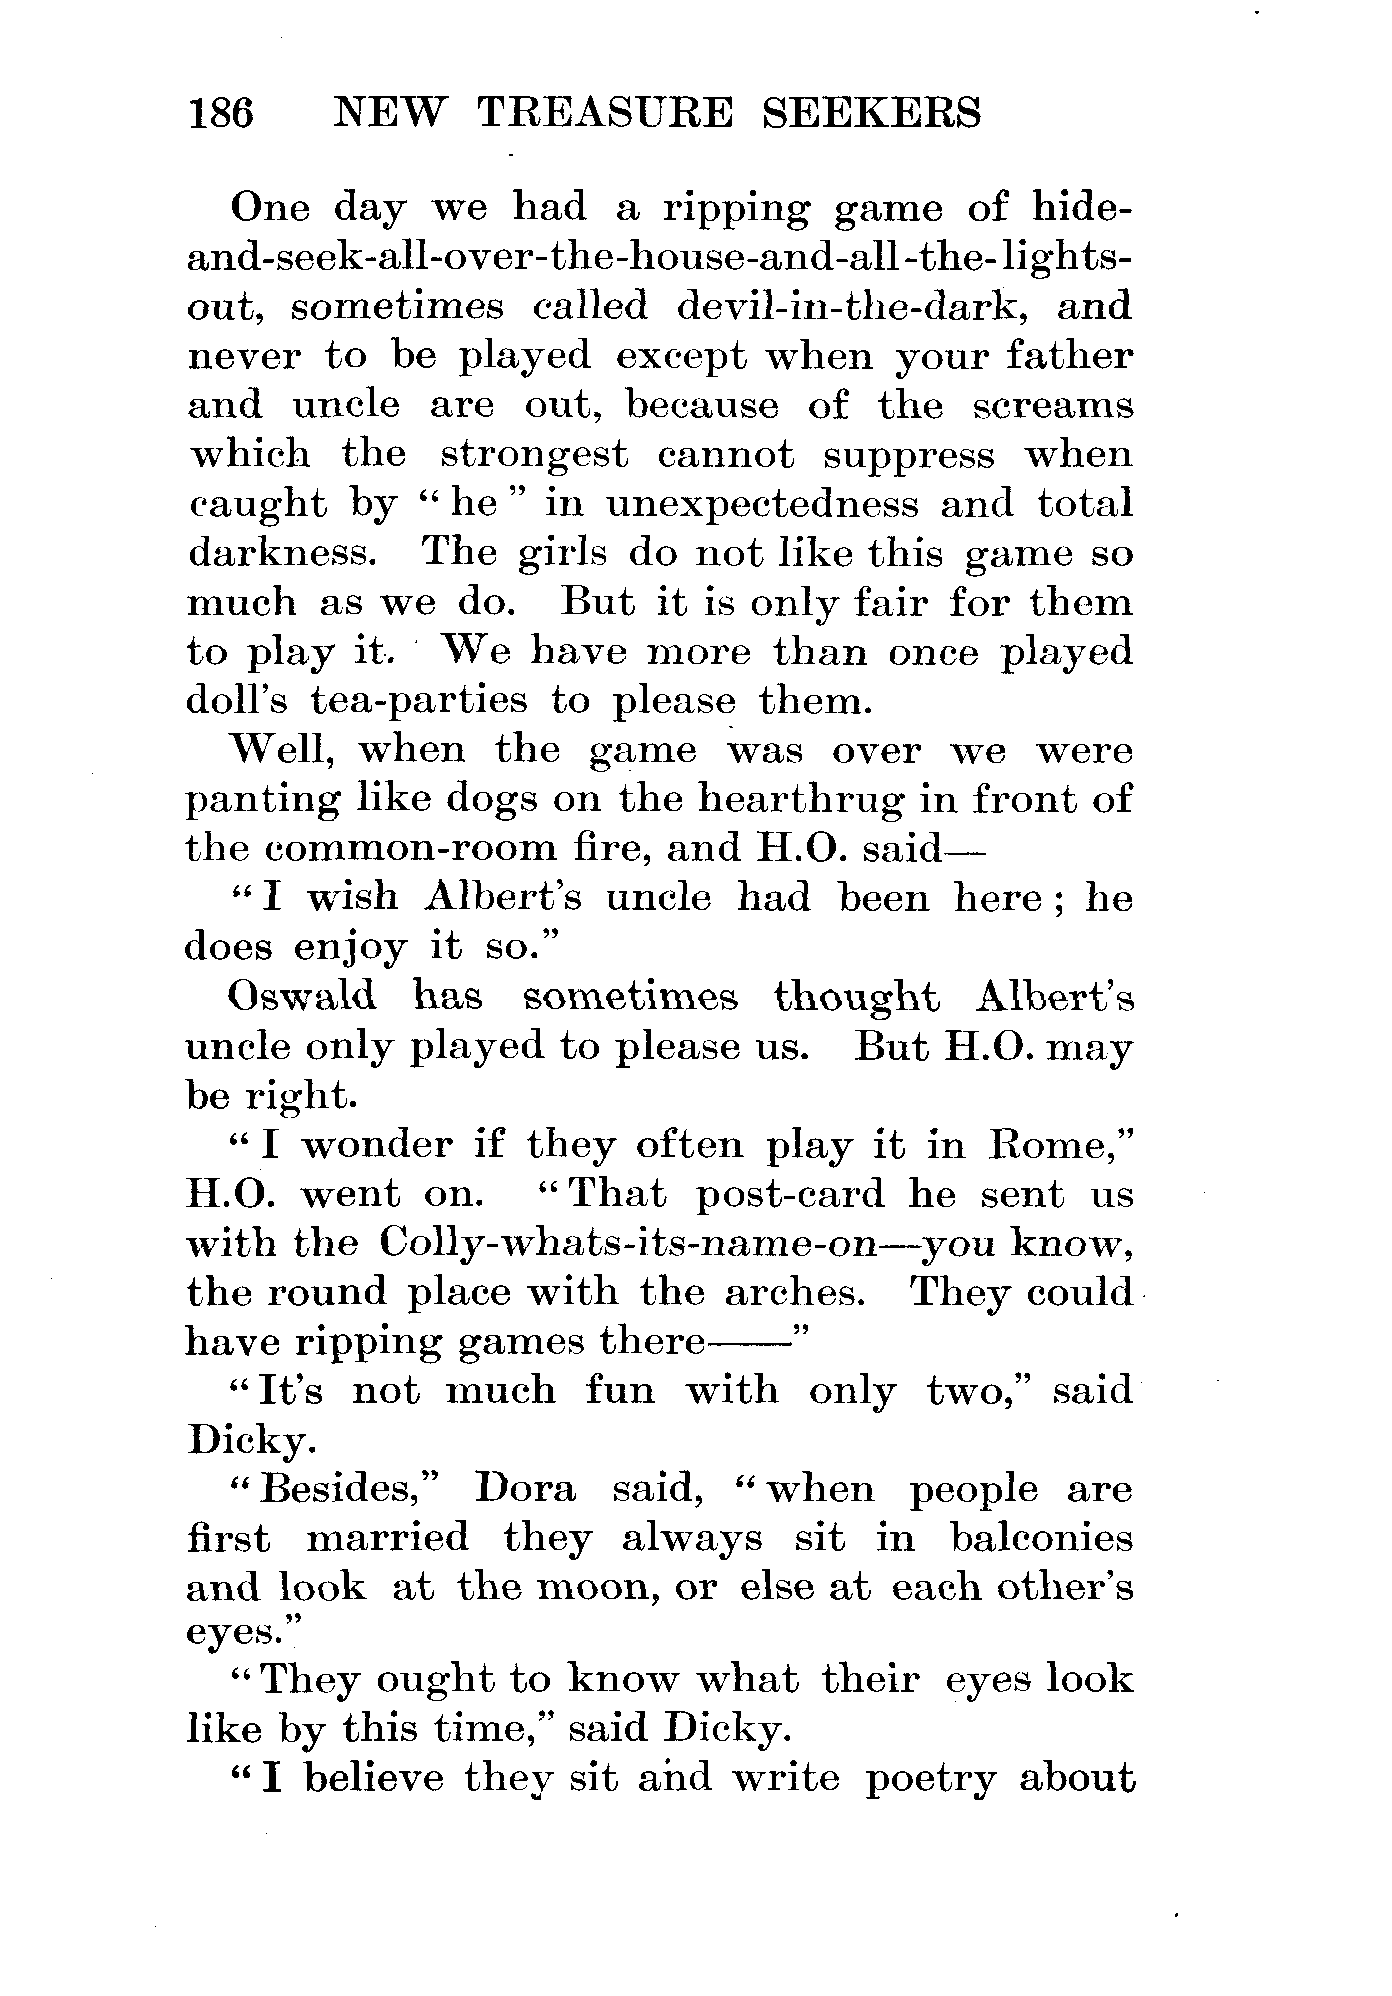 186 NEW TREASURE SEEKERS
One day we had a ripping game of hide-
and-seek-all-over-the-house-and-all-the-lights-
out, sometimes called devil-in-the-dark, and
never to be played except when your father
and uncle are out, because of the screams
which the strongest cannot suppress when
caught by “ he ” in unexpectedness and total
darkness. The girls do not like this game so
much as we do. But it is only fair for them
to play it. We have more than once played
doll's tea-parties to please them.
Well, when the game was over we were
panting like dogs on the hearthrug in front of
the common-room fire, and H.O. said—
“ I wish Albert's uncle had been here ; he
does enjoy it so.”
Oswald has sometimes thought Albert's
uncle only played to please us. But H.O. may
be right.
“ I wonder if they often play it in Rome,”
H.O. went on. “ That post-card he sent us
with the Colly-whats-its-name-on—you know,
the round place with the arches. They could
have ripping games there——”
“ It's not much fun with only two,” said
Dicky.
“ Besides,” Dora said, “ when people are
first married they always sit in balconies
and look at the moon, or else at each other's
eyes.”
“ They ought to know what their eyes look
like by this time,” said Dicky.
“ I believe they sit and write poetry about